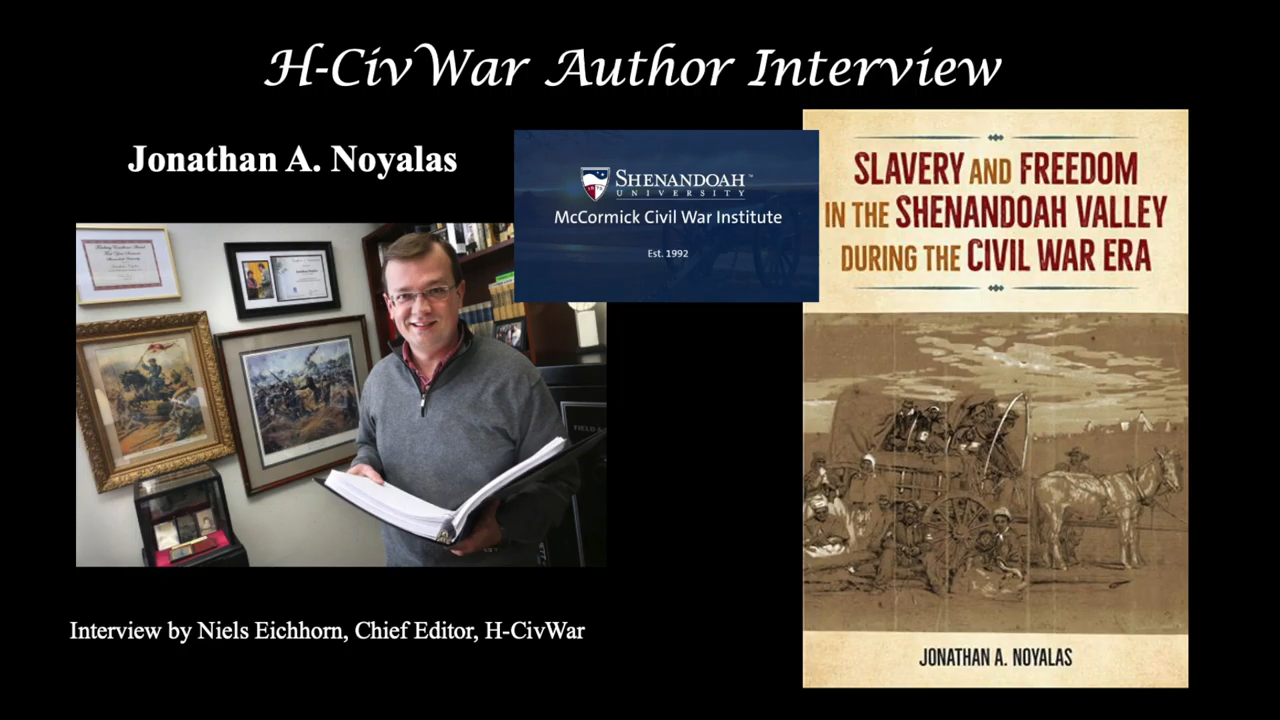 H-CivWar Author Interview
Jonathan A. Noyalas
SHENANDOAH
UNIVERSITY
McCormick Civil War Institute
Est. 1992
SLAVERY AND FREEDOM
IN THE SHENANDOAH VALLEY
DURING THE CIVIL WAR ERA
JONATHAN A. NOYALAS
Interview by Niels Eichhorn, Chief Editor, H-CivWar